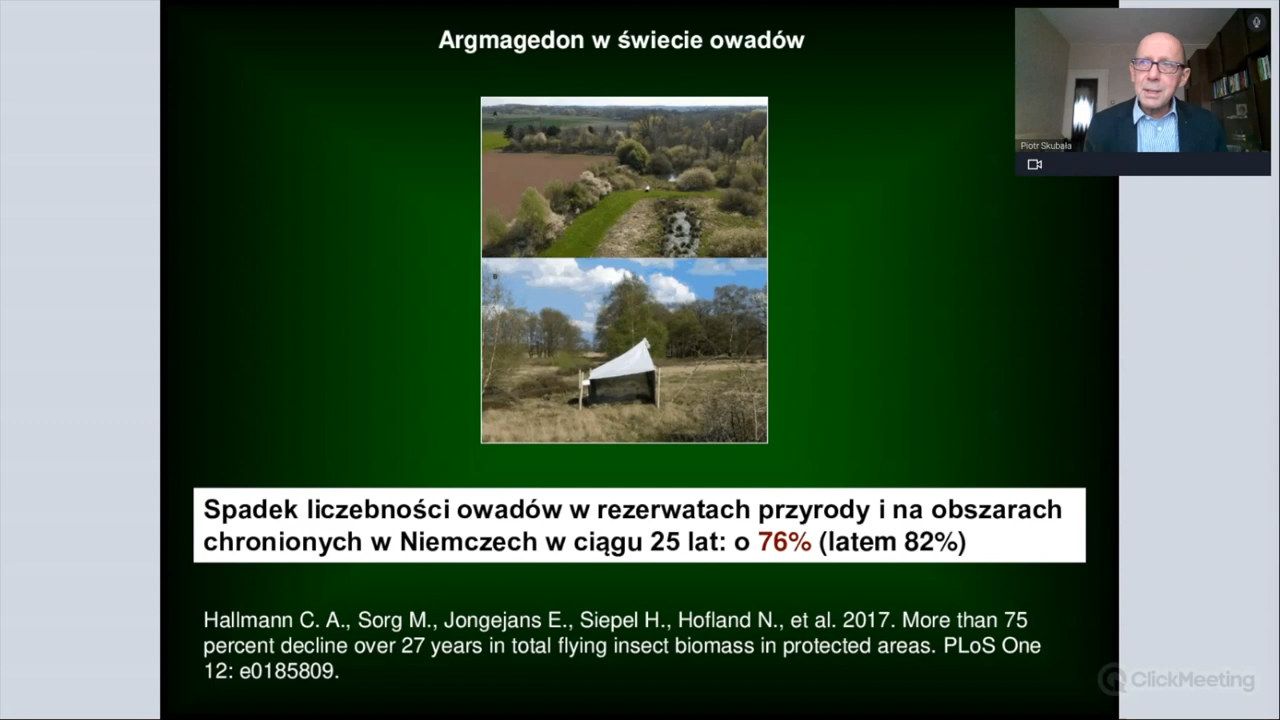 Argmagedon w świecie owadów
Piotr Skubała
Spadek liczebności owadów w rezerwatach przyrody i na obszarach
chronionych w Niemczech w ciągu 25 lat: o 76% (latem 82%)
Hallmann C. A., Sorg M., Jongejans E., Siepel H., Hofland N., et al. 2017. More than 75
percent decline over 27 years in total flying insect biomass in protected areas. PLoS One
12: e0185809.
ClickMeeting